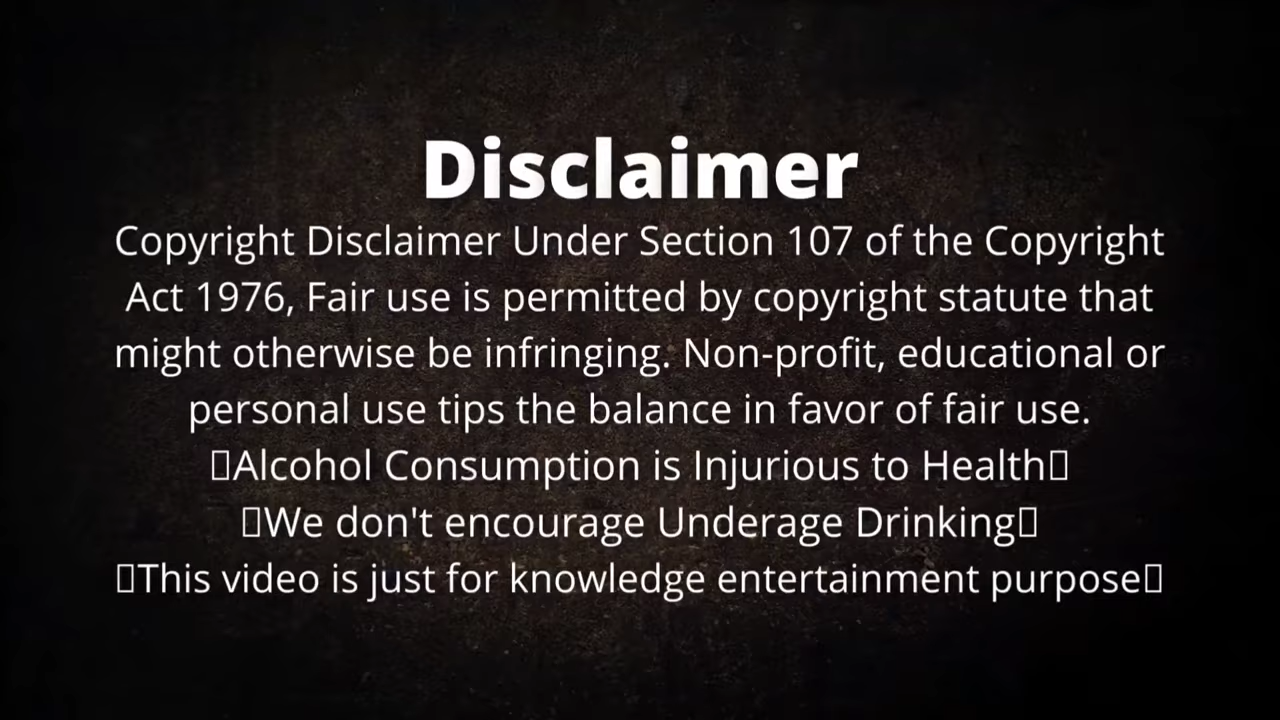 Disclaimer
Copyright Disclaimer Under Section 107 of the Copyright
Act 1976, Fair use is permitted by copyright statute that
might otherwise be infringing. Non-profit, educational or
personal use tips the balance in favor of fair use.
▯Alcohol Consumption is Injurious to Health▯
▯We don't encourage Underage Drinking▯
▯This video is just for knowledge entertainment purpose▯